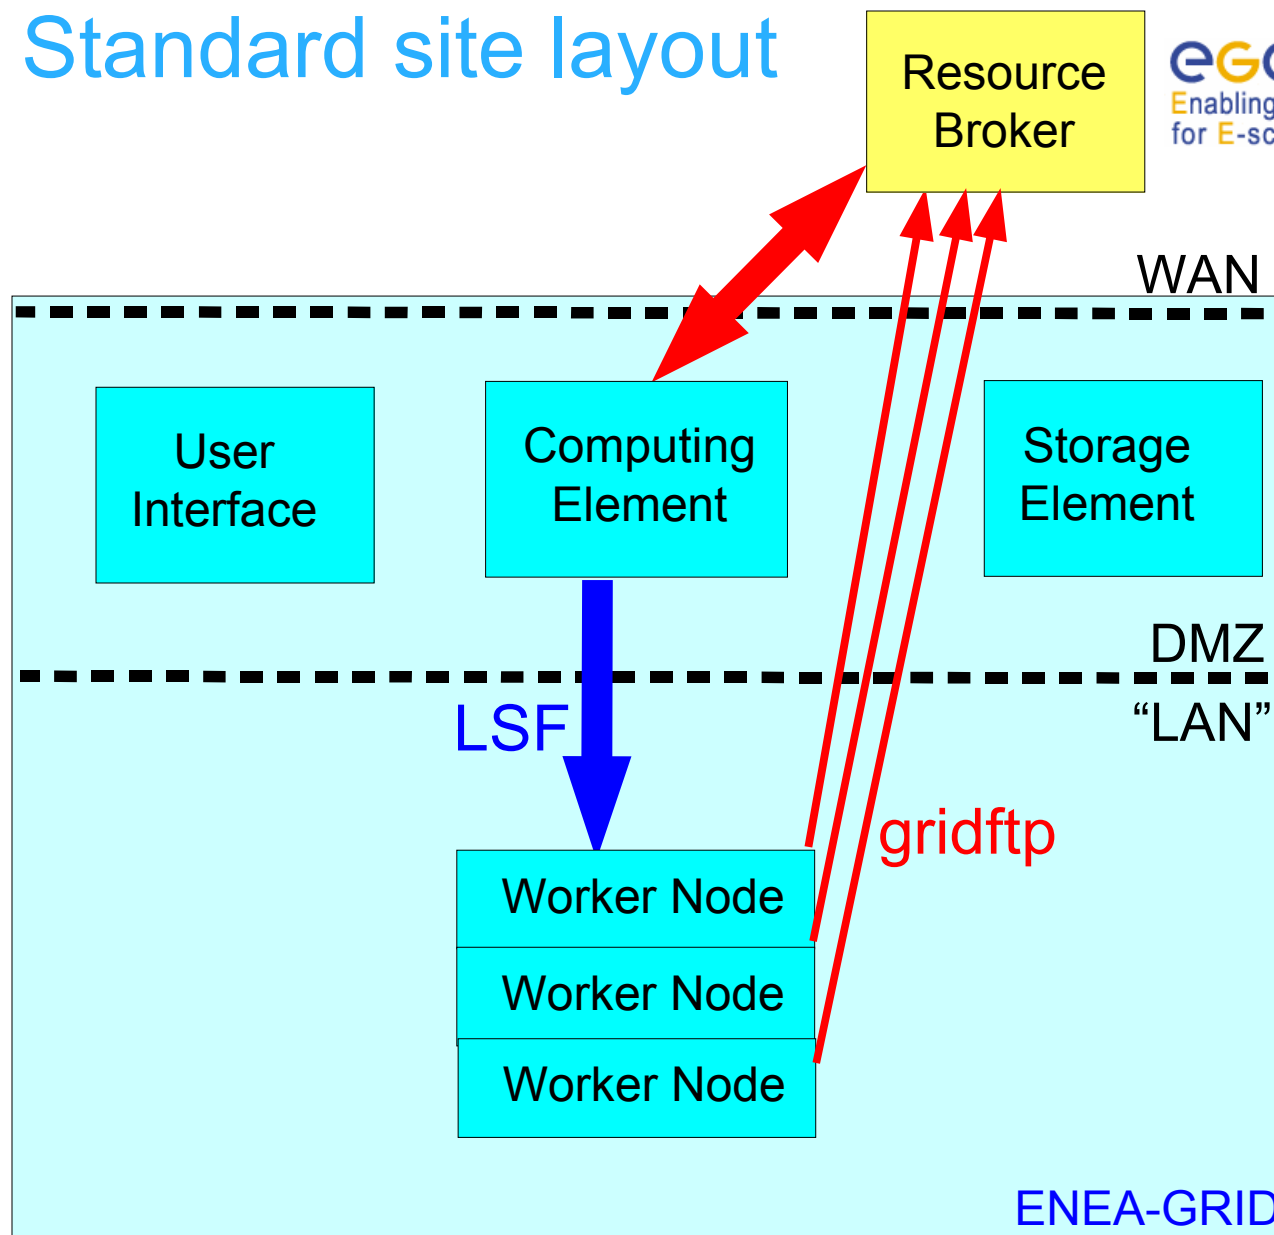 Standard site layout
Resource
Broker
Enabling
for E-sc
WAN
User
Interface
Computing
Element
Storage
Element
DMZ
LSF
“LAN”
gridftp
Worker Node
Worker Node
Worker Node
ENEA-GRID